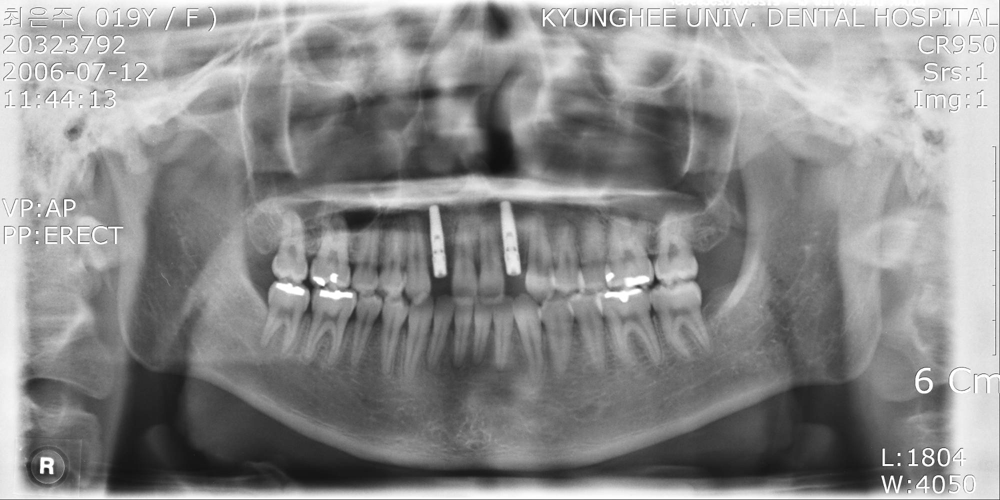 최은주( 019Y / F )
20323792
2006-07-12
11:44:13
KYUNGHEE UNIV. DENTAL HOSPITAL
CR950
Srs:1
Img:1
VP:AP
PP:ERECT
6 Cm
R
L:1804
W:4050